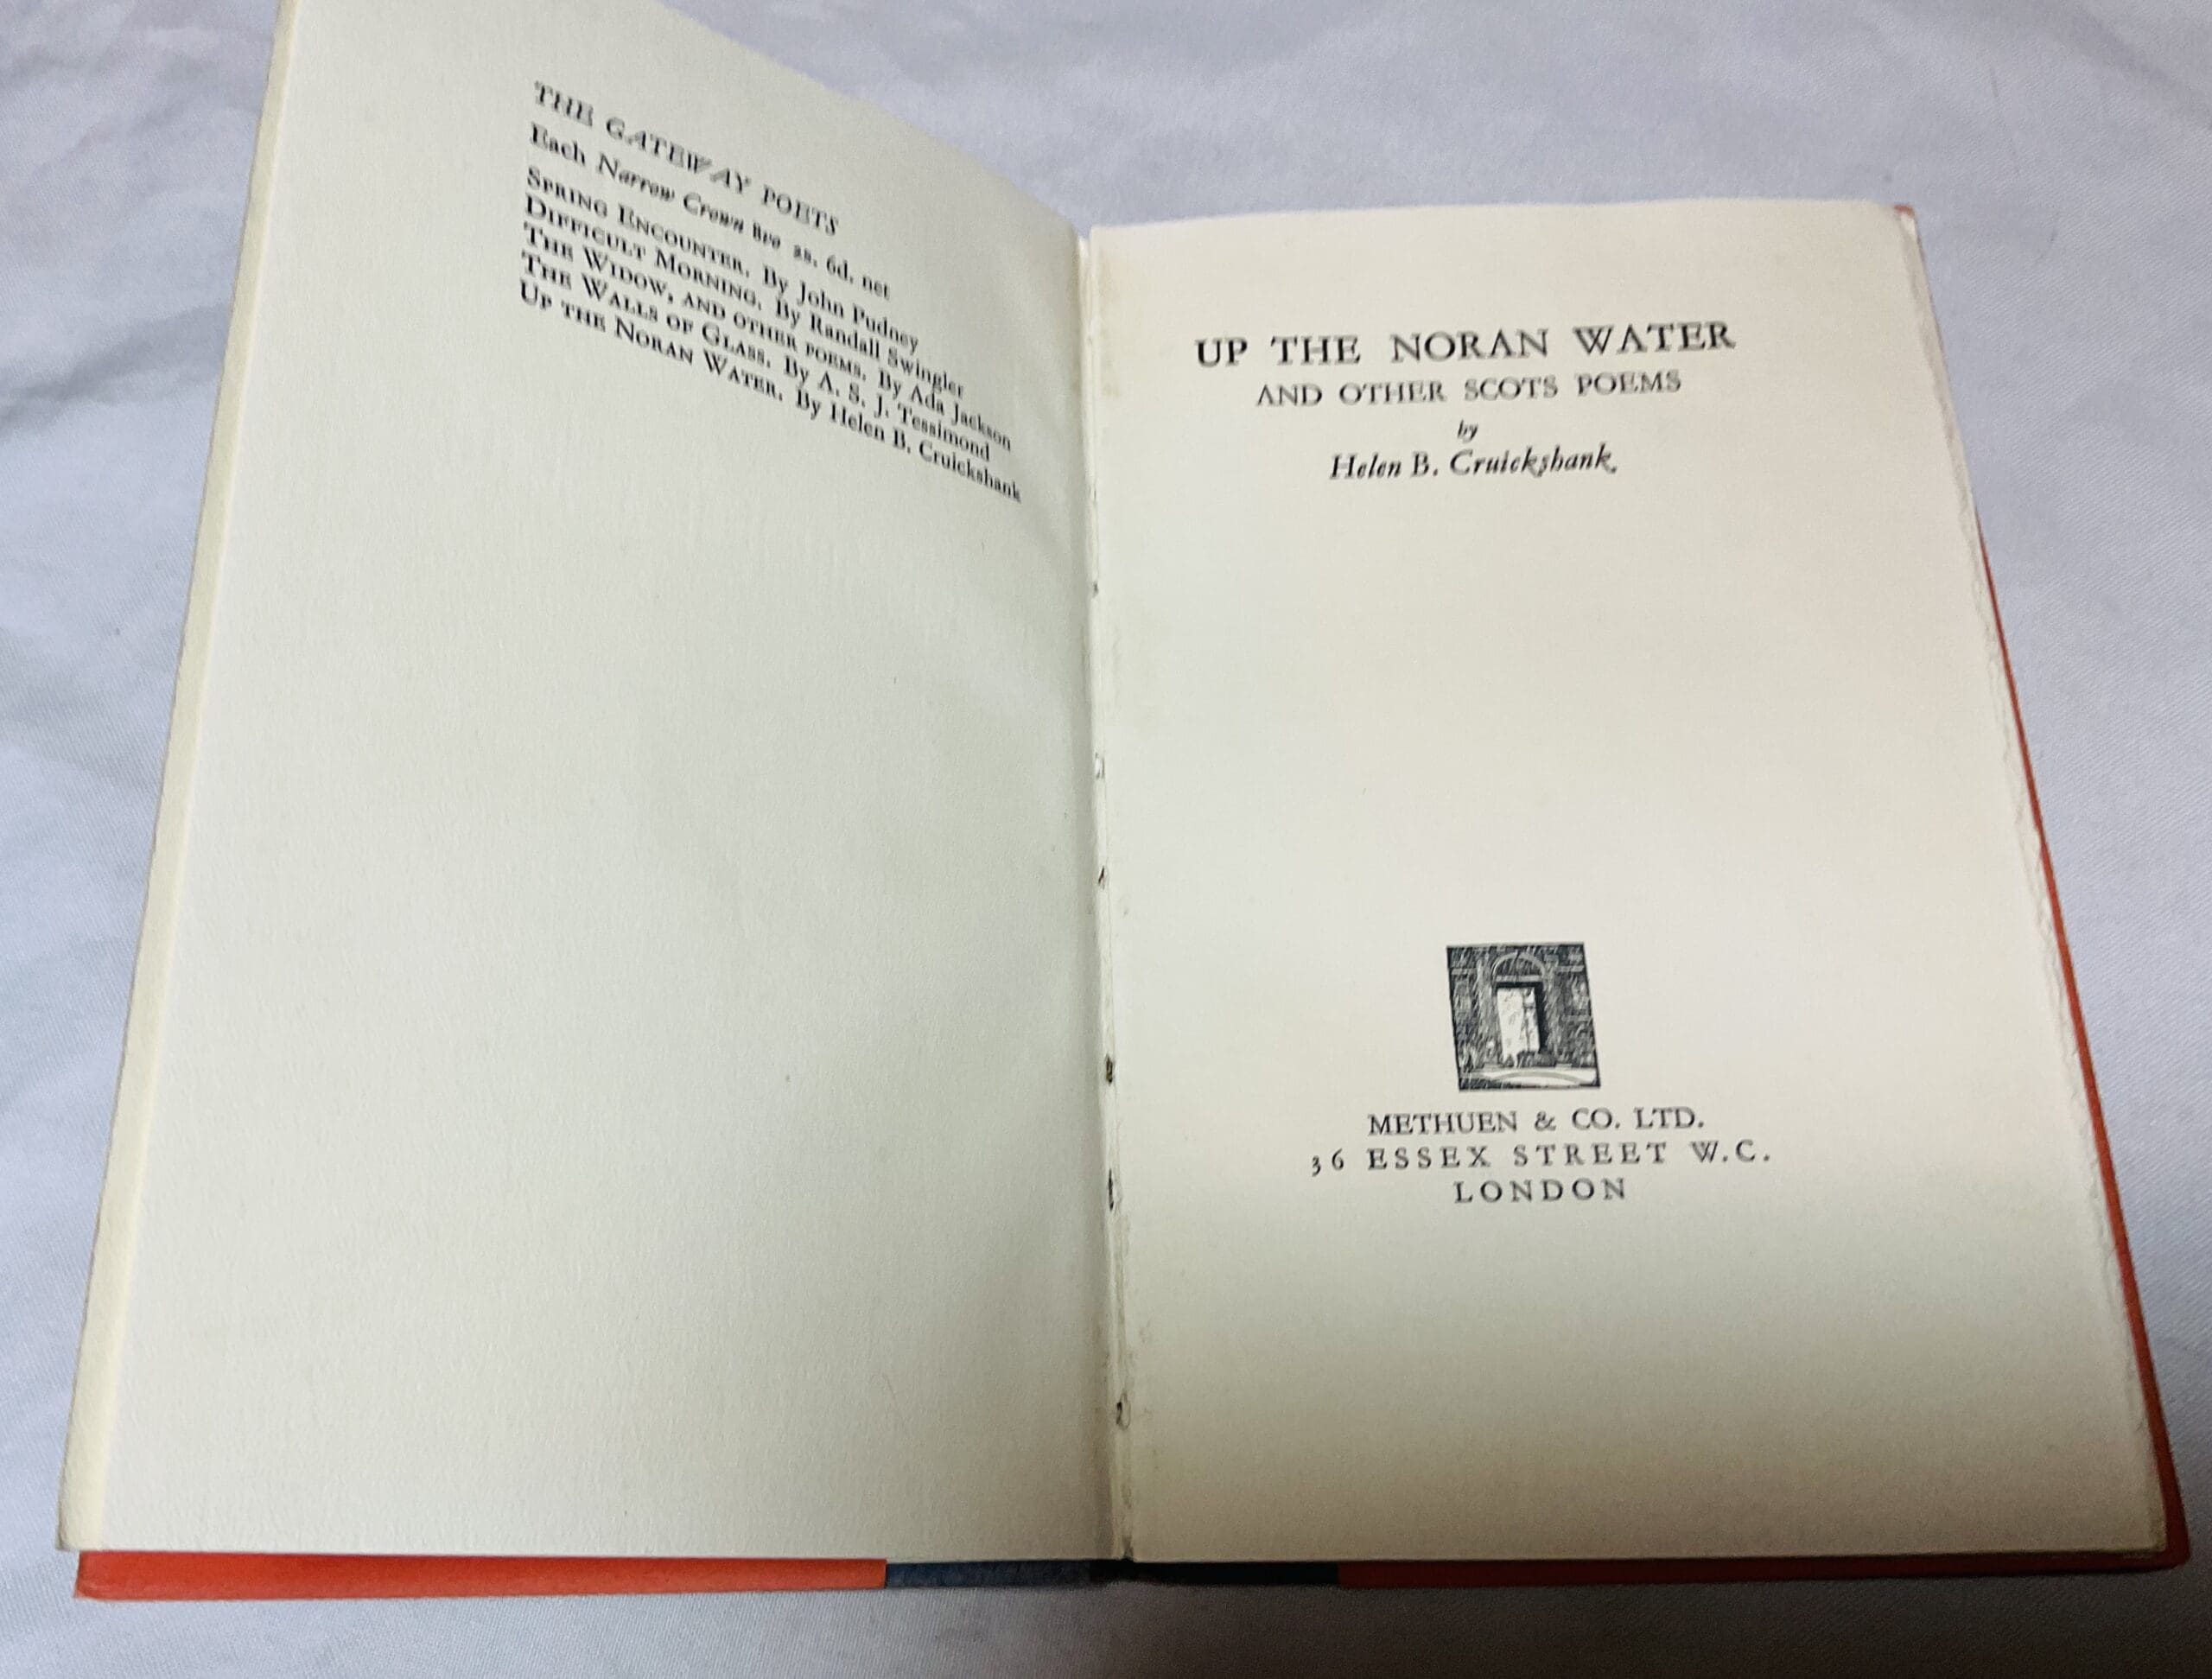 THE GATEWAY POETS
Each Narrow Crown 8vo 2s. 6d. net
SPRING ENCOUNTER. By John Pudney
DIFFICULT MORNING. By Randall Swingler
THE WIDOW, AND OTHER POEMS. By Ada Jackson
THE WALLS OF GLASS. By A. S. J. Tessimond
UP THE NORAN WATER. By Helen B. Cruickshank
UP THE NORAN WATER
AND OTHER SCOTS POEMS
by
Helen B. Cruickshank
METHUEN & CO. LTD.
36 ESSEX STREET W.C.
LONDON